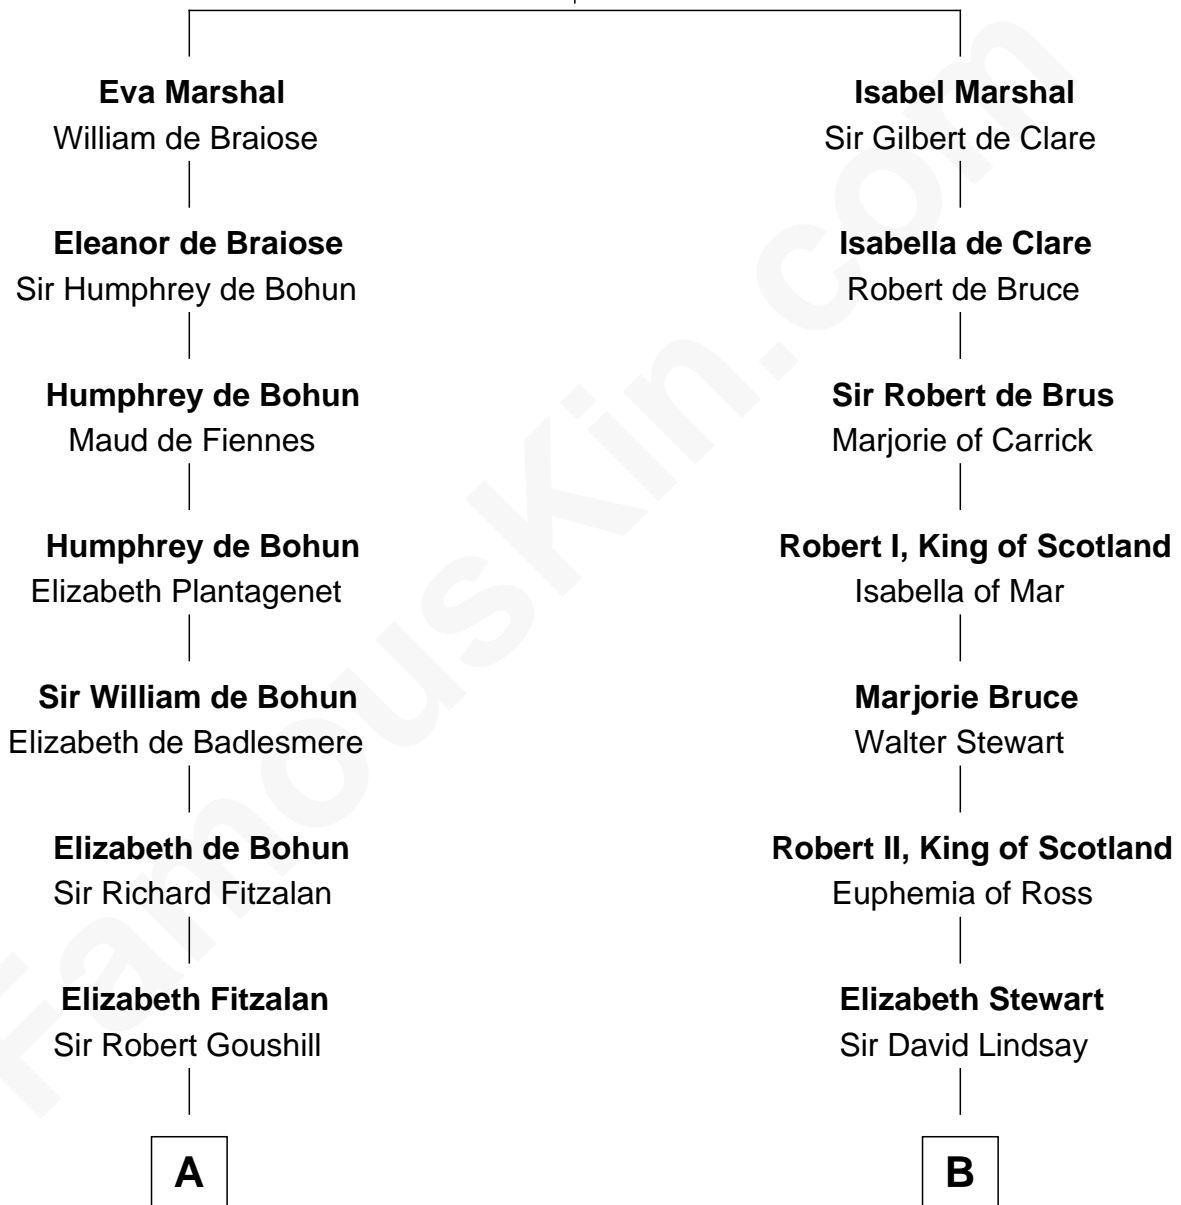 Eva Marshal
William de Braiose
Eleanor de Braiose
Sir Humphrey de Bohun
Humphrey de Bohun
Maud de Fiennes
Humphrey de Bohun
Elizabeth Plantagenet
Sir William de Bohun
Elizabeth de Badlesmere
Elizabeth de Bohun
Sir Richard Fitzalan
Elizabeth Fitzalan
Sir Robert Goushill
A
Isabel Marshal
Sir Gilbert de Clare
Isabella de Clare
Robert de Bruce
Sir Robert de Brus
Marjorie of Carrick
Robert I, King of Scotland
Isabella of Mar
Marjorie Bruce
Walter Stewart
Robert II, King of Scotland
Euphemia of Ross
Elizabeth Stewart
Sir David Lindsay
B
FamousKin.com